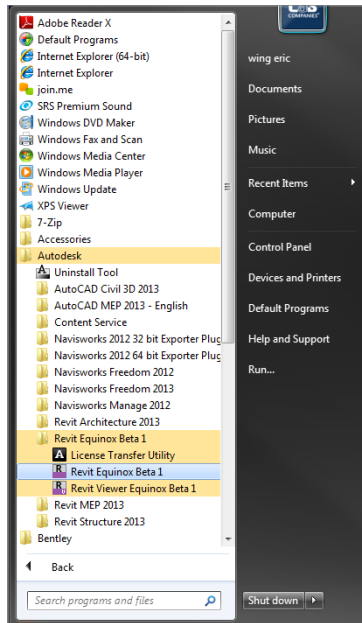 Adobe Reader X
Default Programs
Internet Explorer (64-bit)
Internet Explorer
join.me
SRS Premium Sound
Windows DVD Maker
Windows Fax and Scan
Windows Media Center
Windows Media Player
Windows Update
XPS Viewer
7-Zip
Accessories
Autodesk
Uninstall Tool
AutoCAD Civil 3D 2013
AutoCAD MEP 2013 - English
Content Service
Navisworks 2012 32 bit Exporter Plug
Navisworks 2012 64 bit Exporter Plug
Navisworks Freedom 2012
Navisworks Freedom 2013
Navisworks Manage 2012
Revit Architecture 2013
Revit Equinox Beta 1
License Transfer Utility
Revit Equinox Beta 1
Revit Viewer Equinox Beta 1
Revit MEP 2013
Revit Structure 2013
Bentley
Back
Search programs and files
COMPANIES
wing eric
Documents
Pictures
Music
Recent Items
Computer
Control Panel
Devices and Printers
Default Programs
Help and Support
Run...
Shut down